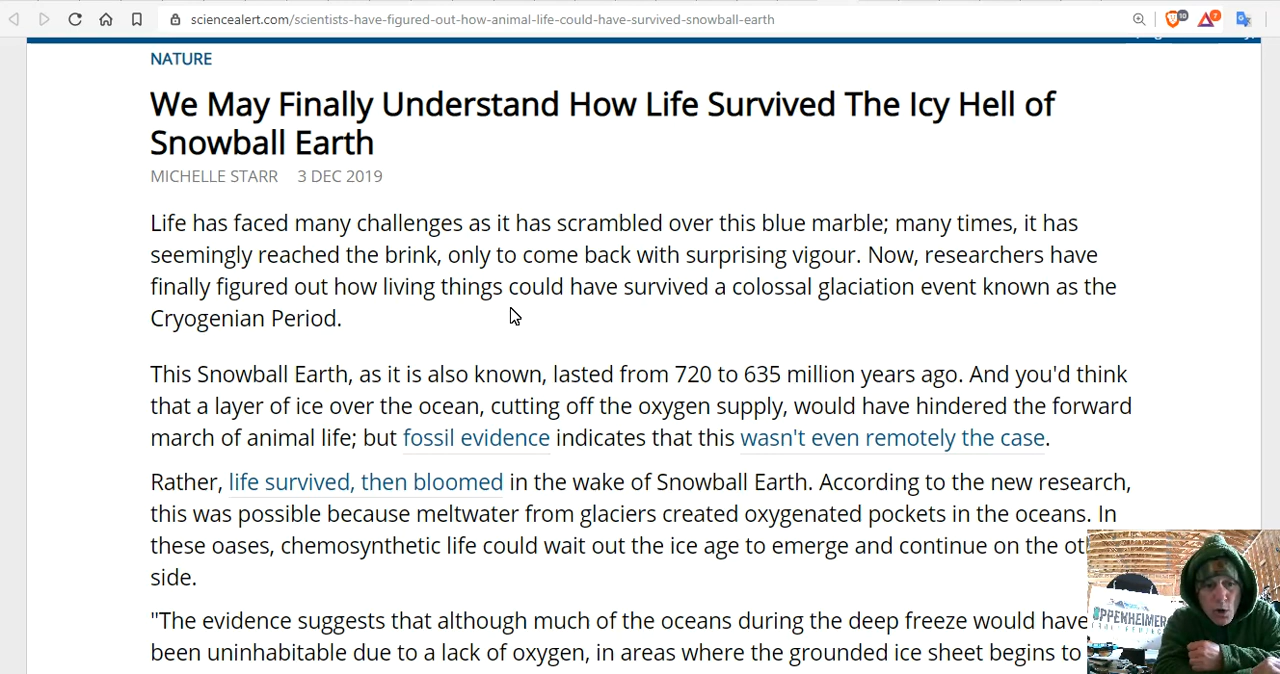 sciencealert.com/scientists-have-figured-out-how-animal-life-could-have-survived-snowball-earth
10
7
NATURE
We May Finally Understand How Life Survived The Icy Hell of
Snowball Earth
MICHELLE STARR 3 DEC 2019
Life has faced many challenges as it has scrambled over this blue marble; many times, it has
seemingly reached the brink, only to come back with surprising vigour. Now, researchers have
finally figured out how living things could have survived a colossal glaciation event known as the
Cryogenian Period.
This Snowball Earth, as it is also known, lasted from 720 to 635 million years ago. And you'd think
that a layer of ice over the ocean, cutting off the oxygen supply, would have hindered the forward
march of animal life; but fossil evidence indicates that this wasn't even remotely the case.
Rather, life survived, then bloomed in the wake of Snowball Earth. According to the new research,
this was possible because meltwater from glaciers created oxygenated pockets in the oceans. In
these oases, chemosynthetic life could wait out the ice age to emerge and continue on the ot
side.
"The evidence suggests that although much of the oceans during the deep freeze would have
been uninhabitable due to a lack of oxygen, in areas where the grounded ice sheet begins to
PPENHEIMER